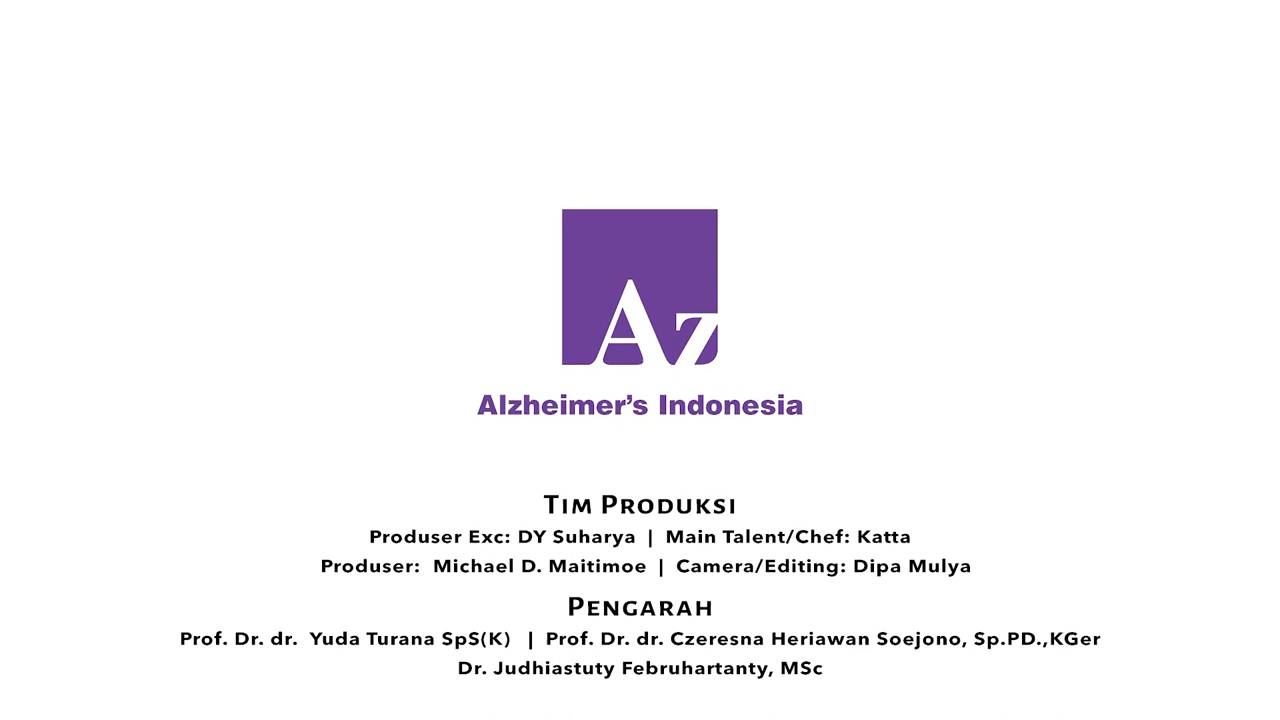 Az
Alzheimer’s Indonesia
Tim Produksi
Produser Exc: DY Suharya | Main Talent/Chef: Katta
Produser: Michael D. Maitimoe | Camera/Editing: Dipa Mulya
Pengarah
Prof. Dr. dr. Yuda Turana SpS(K) | Prof. Dr. dr. Czeresna Heriawan Soejono, Sp.PD.,KGer
Dr. Judhiastuty Februhartanty, MSc